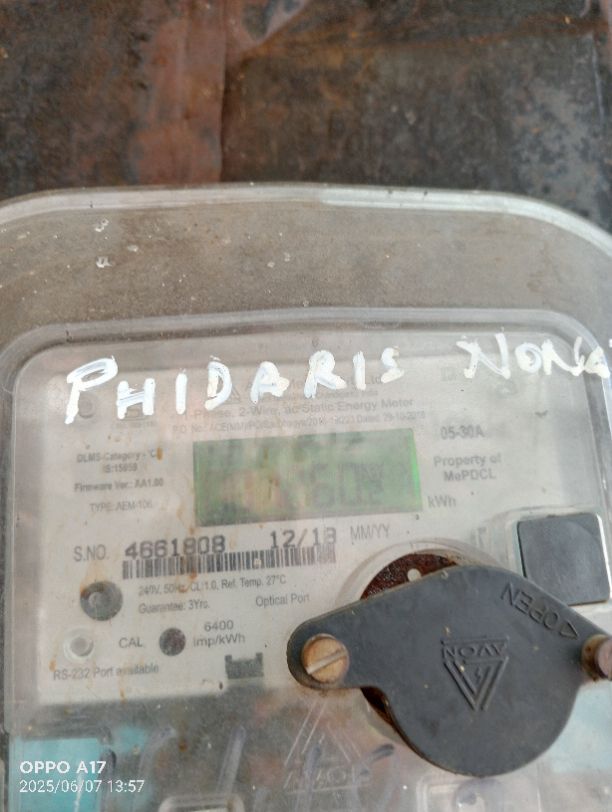 PHIDARIS NONG
-Phase, 2-Wire, ac Static Energy Meter
DLMS-Category - 'C'
IS:15959
Firmware Ver.: AA1.00
TYPE: AEM-106
05-30A
Property of
MePDCL
kWh
S.NO. 4661808 12/18 MM/YY
240V, 50Hz, CL:1.0, Ref. Temp. 27°C
Guarantee: 3Yrs. Optical Port
CAL 6400
imp/kWh
RS-232 Port available
OPEN
AVON
AVON
OPPO A17
2025/06/07 13:57